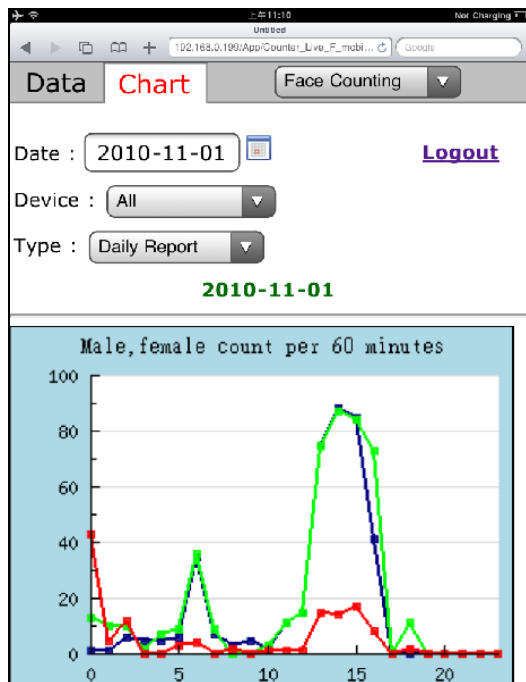 上午11:10 Not Charging
Untitled
192.168.0.199/App/Counter_Live_F_mobi... Google
Data Chart Face Counting
Date : 2010-11-01 Logout
Device : All
Type : Daily Report
2010-11-01
Male,female count per 60 minutes
100
80
60
40
20
0
0 5 10 15 20